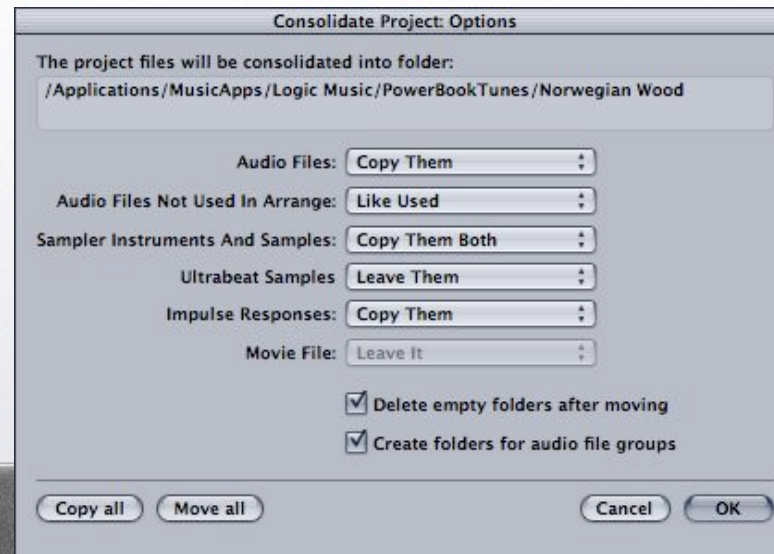 Consolidate Project: Options
The project files will be consolidated into folder:
/Applications/MusicApps/Logic Music/PowerBookTunes/Norwegian Wood
Audio Files: Copy Them
Audio Files Not Used In Arrange: Like Used
Sampler Instruments And Samples: Copy Them Both
Ultrabeat Samples Leave Them
Impulse Responses: Copy Them
Movie File: Leave It
Delete empty folders after moving
Create folders for audio file groups
Copy all Move all Cancel OK